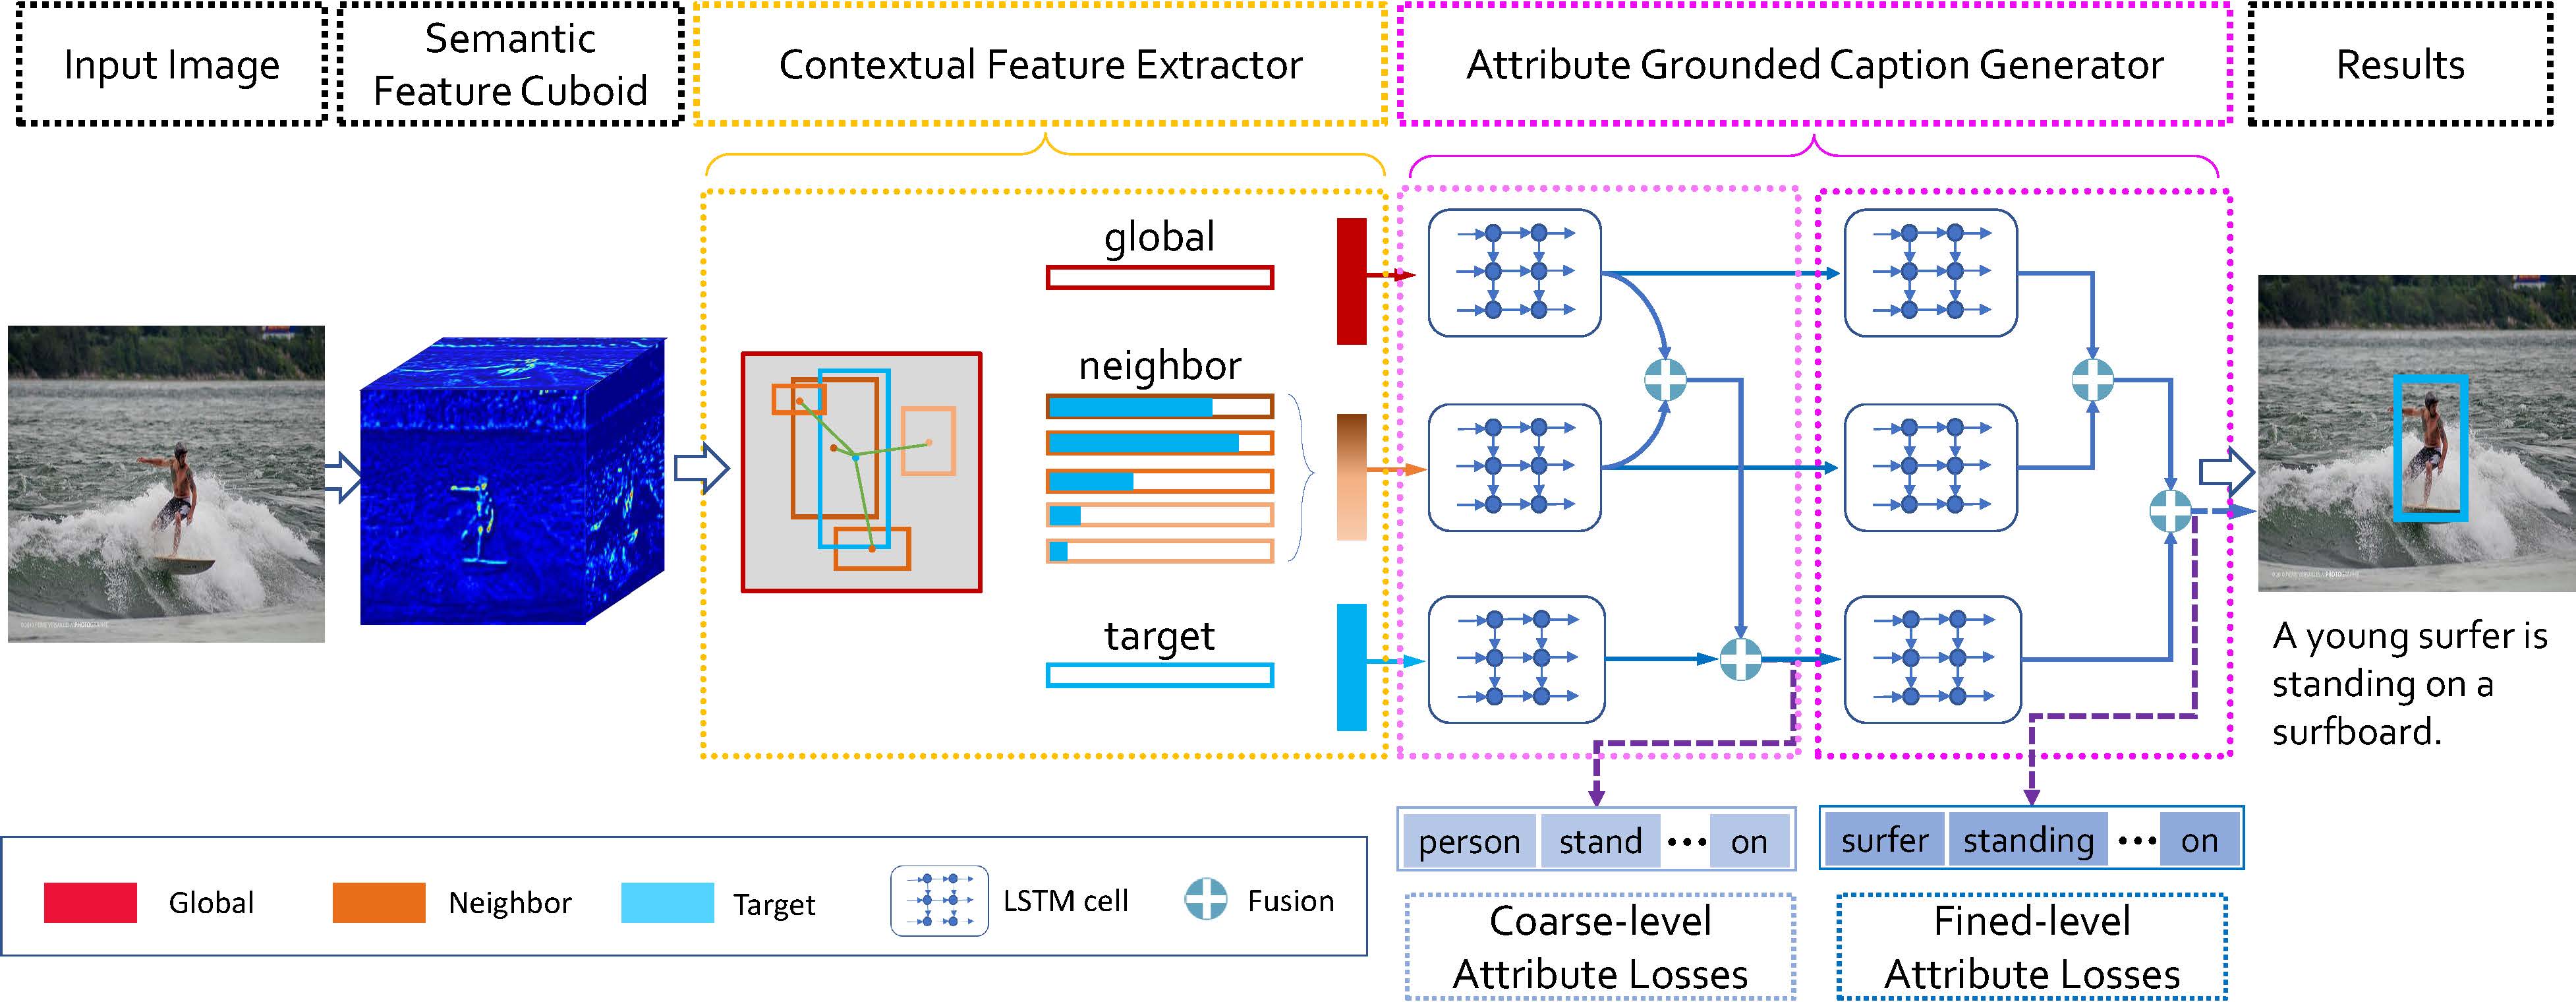 Input Image
Semantic
Feature Cuboid
Contextual Feature Extractor
Attribute Grounded Caption Generator
Results
global
neighbor
target
A young surfer is
standing on a
surfboard.
person stand ••• on
surfer standing ••• on
Global
Neighbor
Target
LSTM cell
Fusion
Coarse-level
Attribute Losses
Fined-level
Attribute Losses